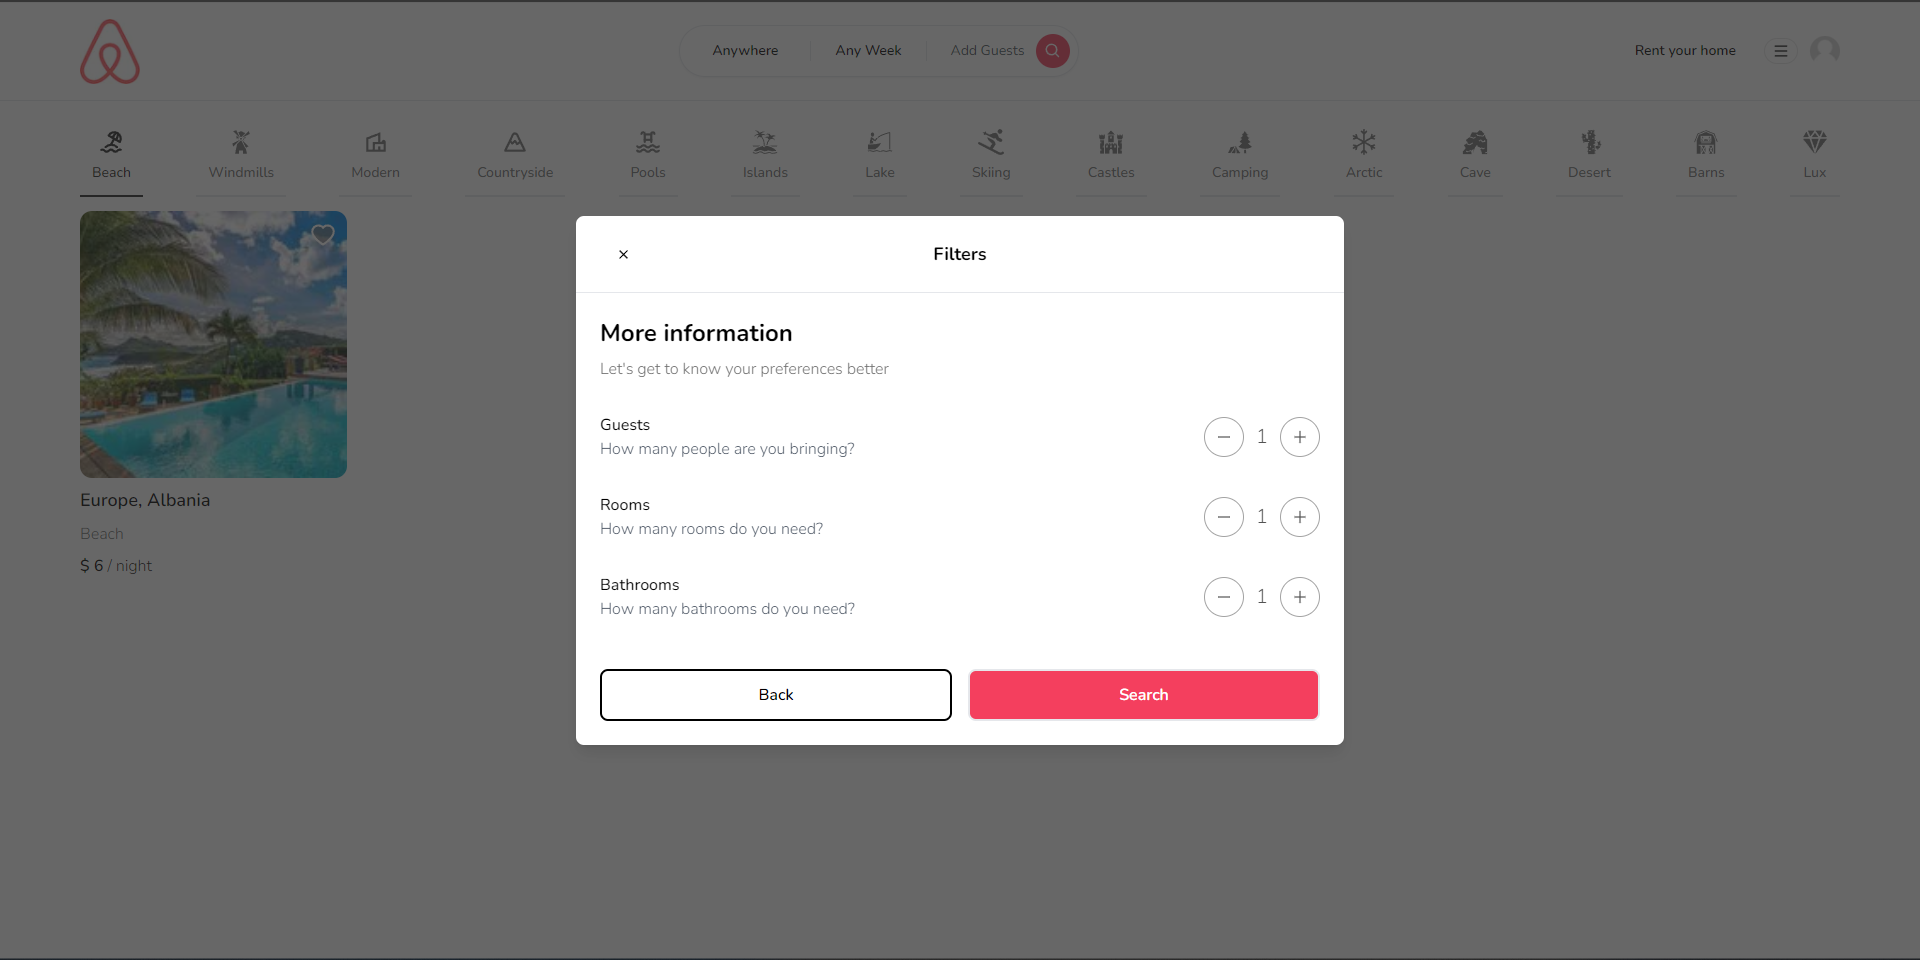 Anywhere
Any Week
Add Guests
Rent your home
Beach
Windmills
Modern
Countryside
Pools
Islands
Lake
Skiing
Castles
Camping
Arctic
Cave
Desert
Barns
Lux
Europe, Albania
Beach
$ 6 / night
Filters
More information
Let's get to know your preferences better
Guests
How many people are you bringing?
1
Rooms
How many rooms do you need?
1
Bathrooms
How many bathrooms do you need?
1
Back
Search